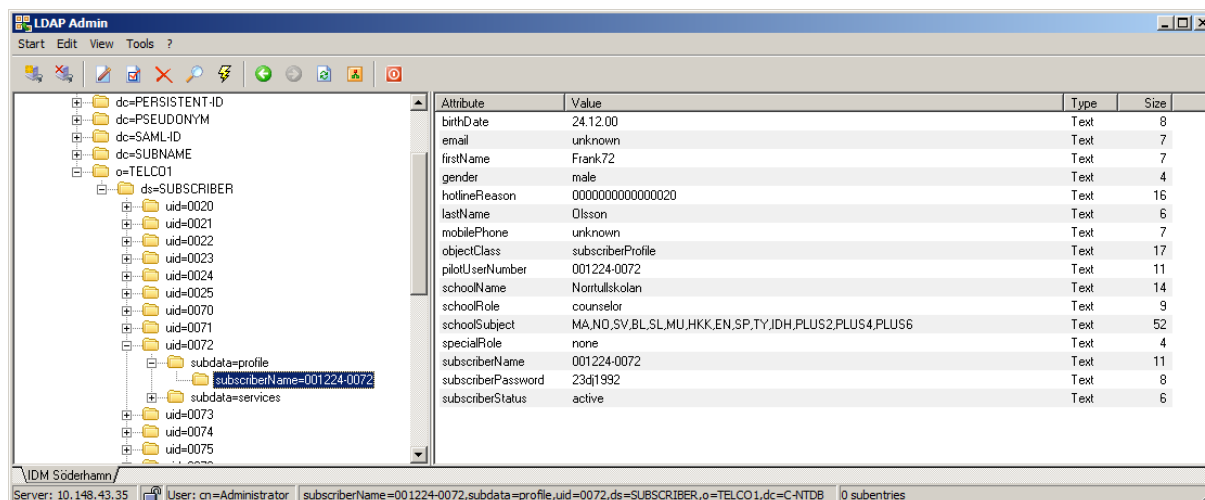 LDAP Admin
Start Edit View Tools ?
dc=PERSISTENT-ID
dc=PSEUDONYM
dc=SAML-ID
dc=SUBNAME
o=TELCO1
ds=SUBSCRIBER
uid=0020
uid=0021
uid=0022
uid=0023
uid=0024
uid=0025
uid=0070
uid=0071
uid=0072
subdata=profile
subscriberName=001224-0072
subdata=services
uid=0073
uid=0074
uid=0075
Attribute Value Type Size
birthDate 24.12.00 Text 8
email unknown Text 7
firstName Frank72 Text 7
gender male Text 4
hotlineReason 0000000000000020 Text 16
lastName Olsson Text 6
mobilePhone unknown Text 7
objectClass subscriberProfile Text 17
pilotUserNumber 001224-0072 Text 11
schoolName Norrtullskolan Text 14
schoolRole counselor Text 9
schoolSubject MA,NO,SV,BL,SL,MU,HKK,EN,SP,TY,IDH,PLUS2,PLUS4,PLUS6 Text 52
specialRole none Text 4
subscriberName 001224-0072 Text 11
subscriberPassword 23dj1992 Text 8
subscriberStatus active Text 6
IDM Söderhamn
Server: 10.148.43.35 User: cn=Administrator subscriberName=001224-0072,subdata=profile,uid=0072,ds=SUBSCRIBER,o=TELCO1,dc=C-NTDB 0 subentries